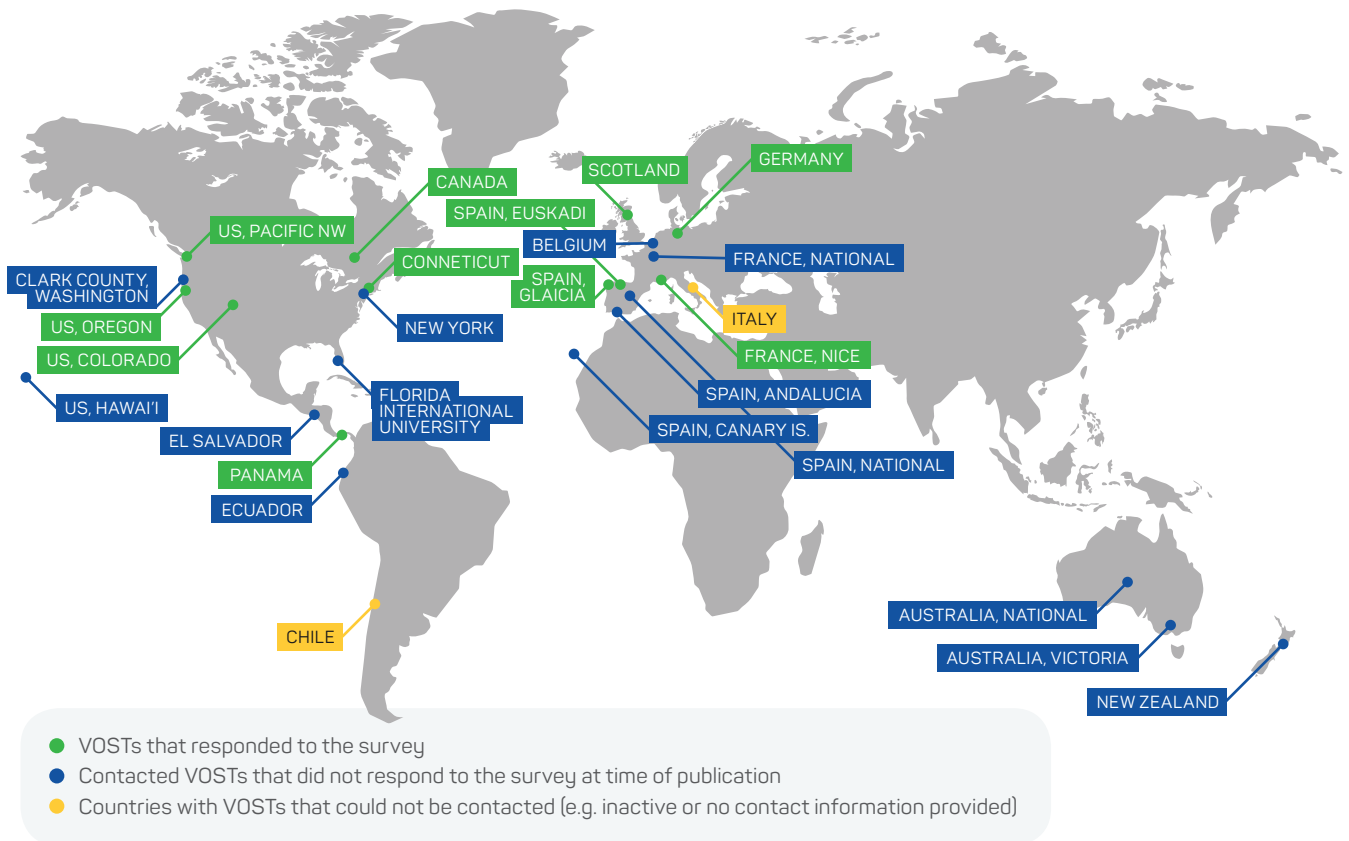 SCOTLAND
GERMANY
CANADA
SPAIN, EUSKADI
US, PACIFIC NW
BELGIUM
FRANCE, NATIONAL
CONNETICUT
CLARK COUNTY,
WASHINGTON
SPAIN,
GLAICIA
ITALY
US, OREGON
NEW YORK
US, COLORADO
FRANCE, NICE
FLORIDA
INTERNATIONAL
UNIVERSITY
SPAIN, ANDALUCIA
US, HAWAI'I
EL SALVADOR
SPAIN, CANARY IS.
SPAIN, NATIONAL
PANAMA
ECUADOR
CHILE
AUSTRALIA, NATIONAL
AUSTRALIA, VICTORIA
NEW ZEALAND
VOSTs that responded to the survey
Contacted VOSTs that did not respond to the survey at time of publication
Countries with VOSTs that could not be contacted (e.g. inactive or no contact information provided)